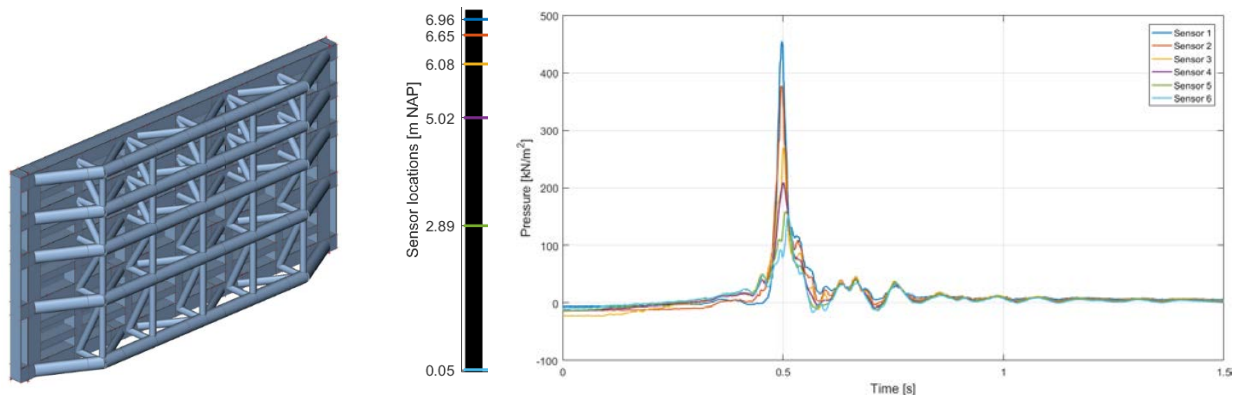 6.96
6.65
6.08
5.02
2.89
0.05
Sensor locations [m NAP]
500
400
300
200
100
0
-100
Pressure [kN/m²]
0
0.5
1
1.5
Time [s]
Sensor 1
Sensor 2
Sensor 3
Sensor 4
Sensor 5
Sensor 6